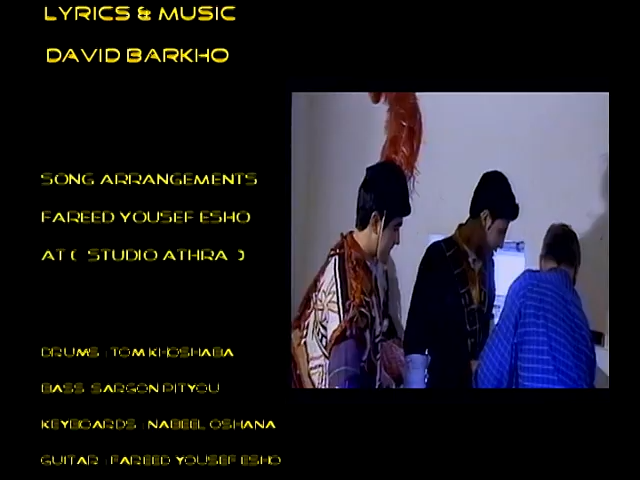 LYRICS & MUSIC
DAVID BARKHO
SONG ARRANGEMENTS
FAREED YOUSEF ESHO
AT ( STUDIO ATHRA )
DRUMS : TOM KHOSHABA
BASS : SARGON PITYOU
KEYBOARDS : NABEEL OSHANA
GUITAR : FAREED YOUSEF ESHO